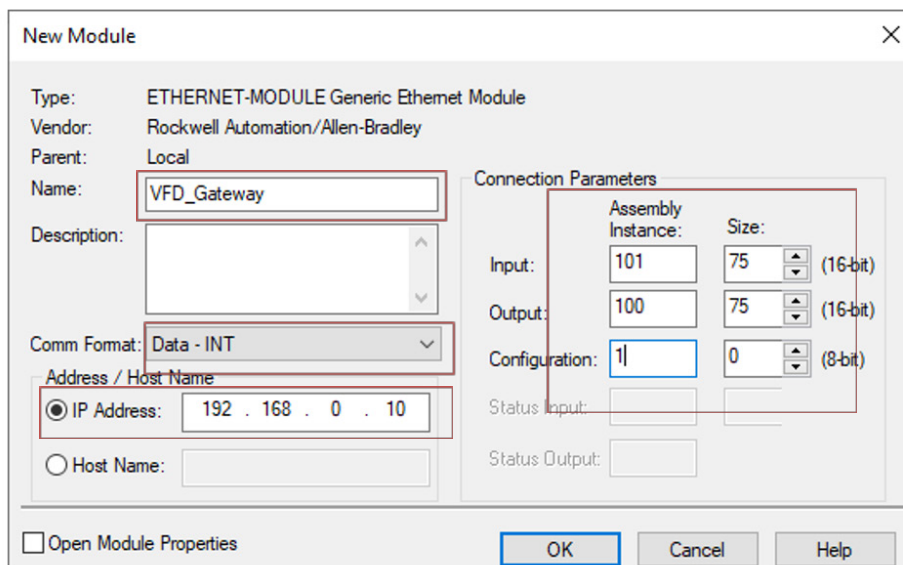 New Module
Type: ETHERNET-MODULE Generic Ethernet Module
Vendor: Rockwell Automation/Allen-Bradley
Parent: Local
Name: VFD_Gateway
Description:
Comm Format: Data - INT
Address / Host Name
IP Address: 192 . 168 . 0 . 10
Host Name:
Connection Parameters
Assembly
Instance: Size:
Input: 101 75 (16-bit)
Output: 100 75 (16-bit)
Configuration: 1 0 (8-bit)
Status Input:
Status Output:
Open Module Properties
OK Cancel Help